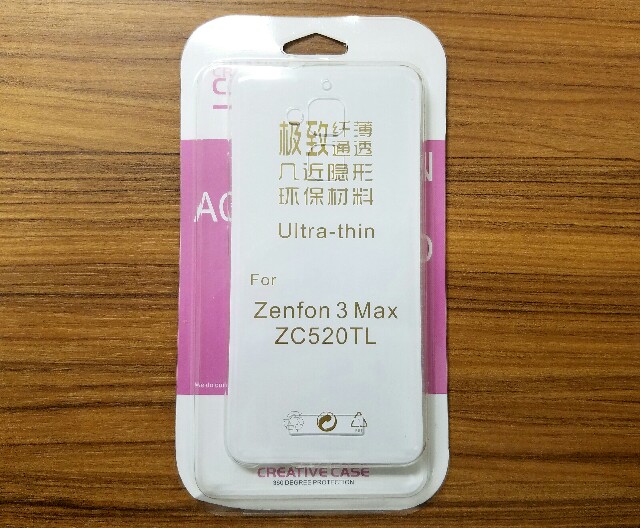 极致纤薄
通透
几近隐形
环保材料
Ultra-thin
For
Zenfon 3 Max
ZC520TL
CREATIVE CASE
360 DEGREE PROTECTION